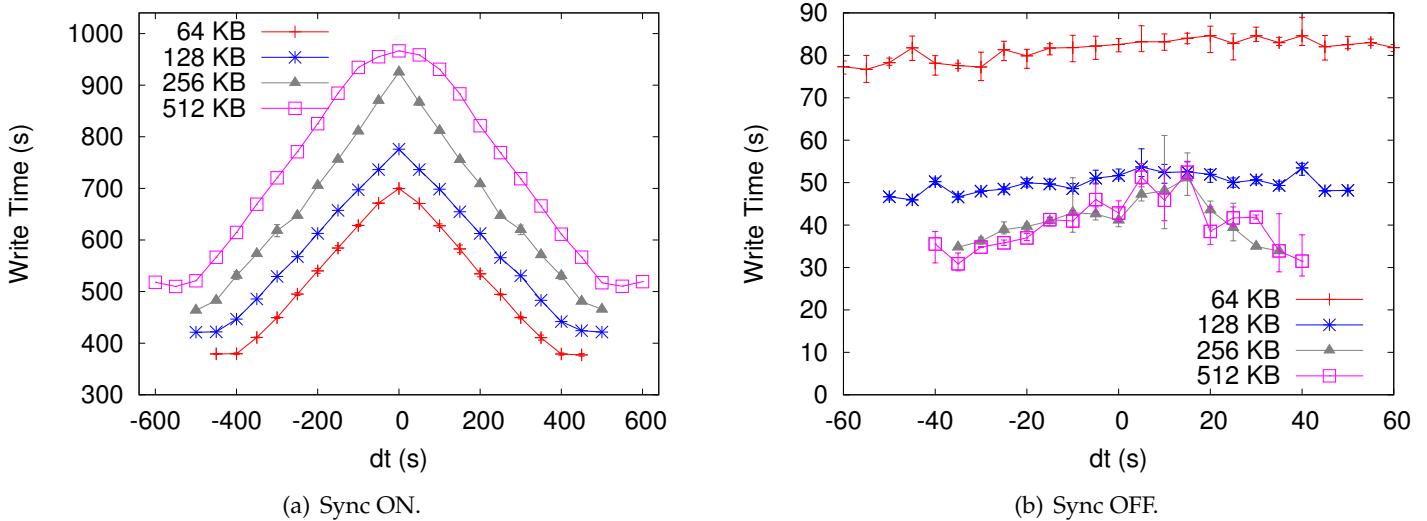 1000
900
800
700
600
500
400
300
Write Time (s)
64 KB
128 KB
256 KB
512 KB
-600 -400 -200 0 200 400 600
dt (s)
(a) Sync ON.
90
80
70
60
50
40
30
20
10
0
Write Time (s)
64 KB
128 KB
256 KB
512 KB
-60 -40 -20 0 20 40 60
dt (s)
(b) Sync OFF.